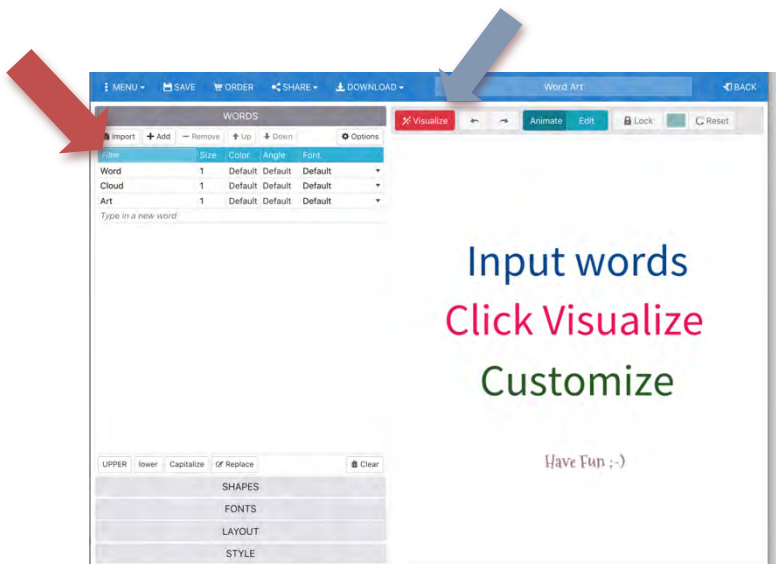 MENU SAVE ORDER SHARE DOWNLOAD Word Art BACK
WORDS
Import Add Remove Up Down Options
Filter Size Color Angle Font
Word 1 Default Default Default
Cloud 1 Default Default Default
Art 1 Default Default Default
Type in a new word
UPPER lower Capitalize Replace Clear
SHAPES
FONTS
LAYOUT
STYLE
Visualize Animate Edit Lock Reset
Input words
Click Visualize
Customize
Have Fun ;-)